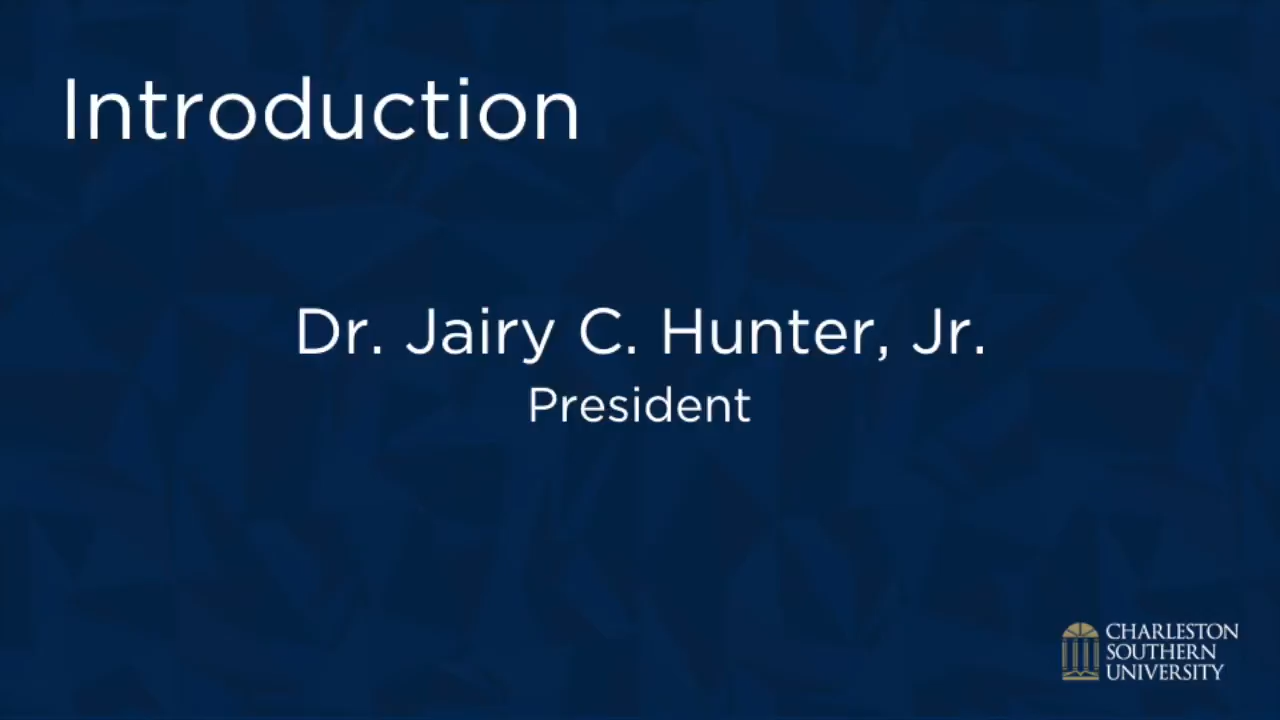 Introduction
Dr. Jairy C. Hunter, Jr.
President
CHARLESTON
SOUTHERN
UNIVERSITY